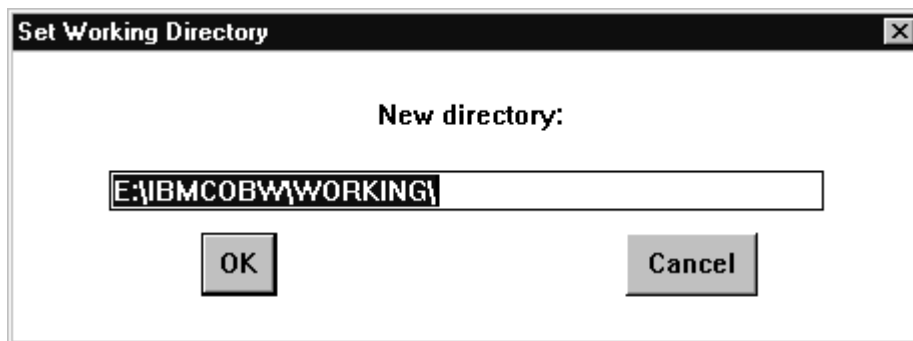 Set Working Directory
New directory:
E:\IBMCOBW\WORKING\
OK
Cancel